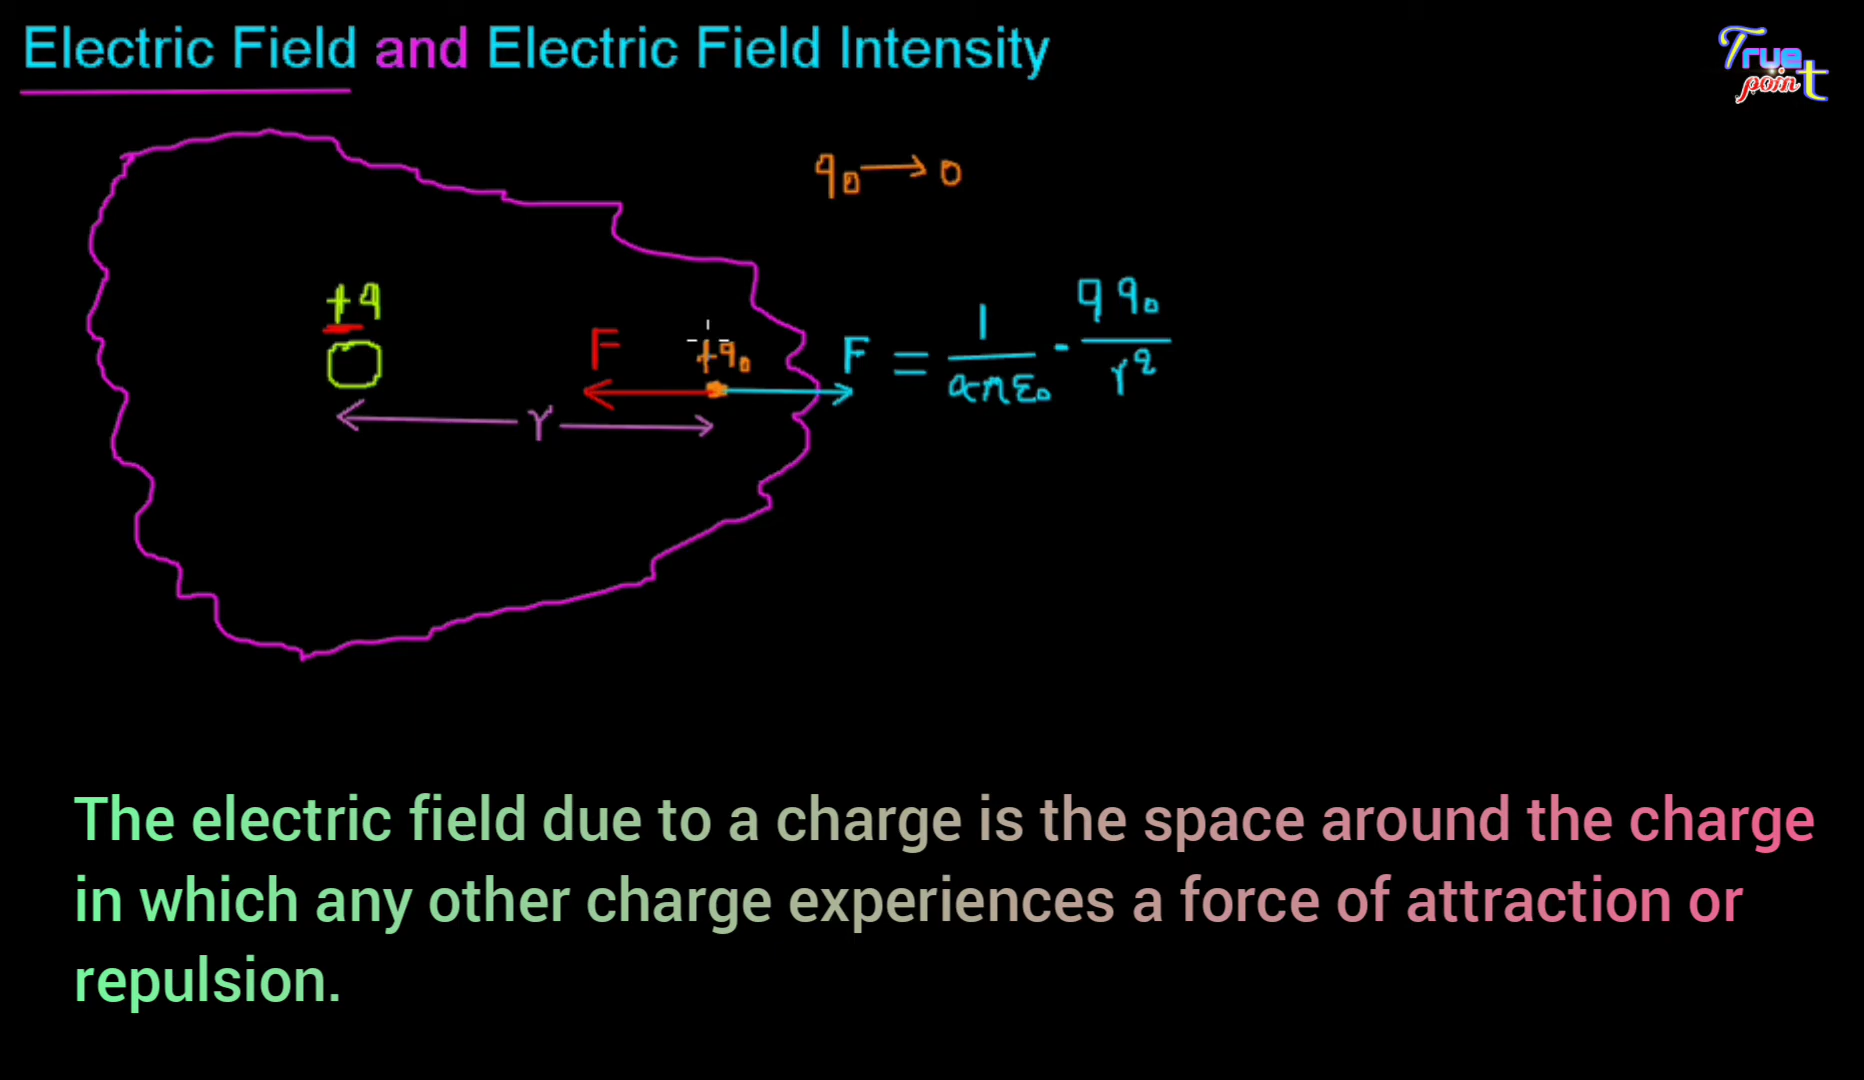 Electric Field and Electric Field Intensity
True
point
q₀ → 0
+q
F
+q₀
F = 1/4πε₀ · q q₀/r²
r
The electric field due to a charge is the space around the charge
in which any other charge experiences a force of attraction or
repulsion.